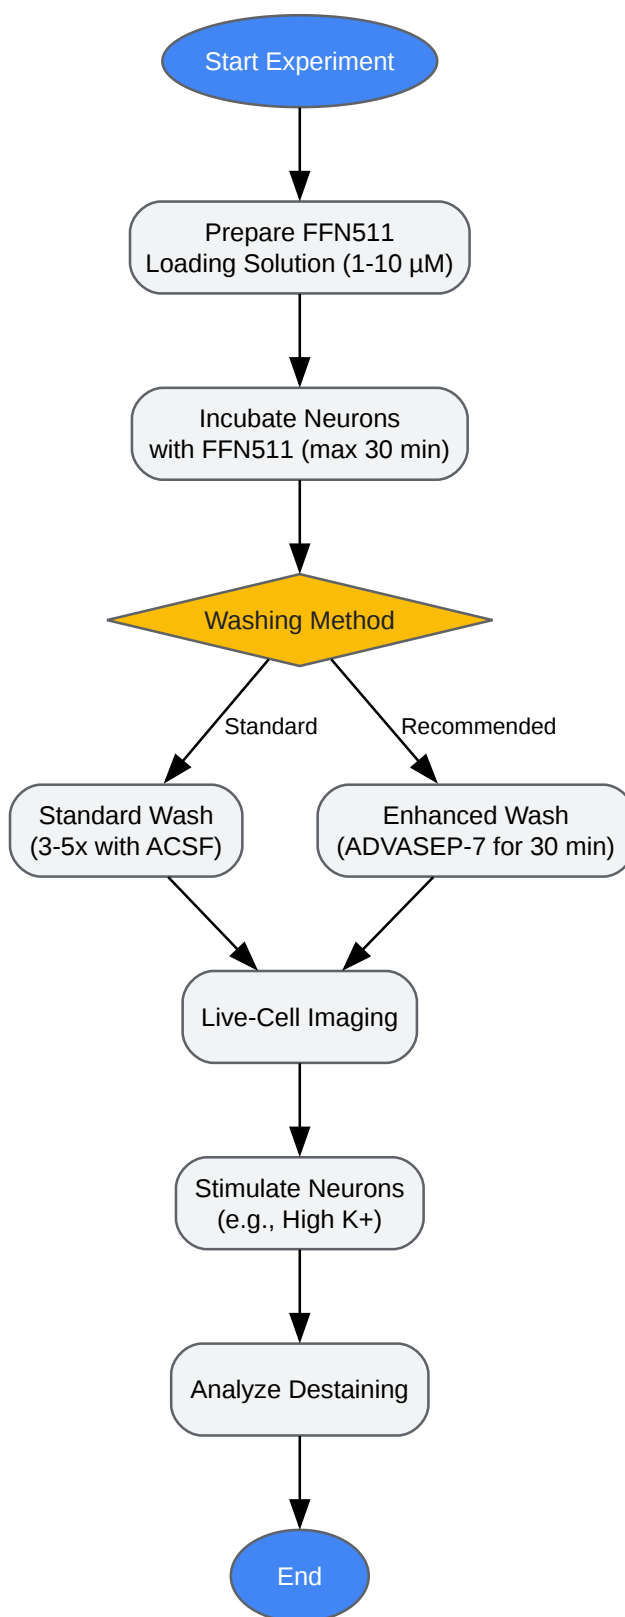 Start Experiment
Prepare FFN511
Loading Solution (1-10 µM)
Incubate Neurons
with FFN511 (max 30 min)
Washing Method
Standard
Recommended
Standard Wash
(3-5x with ACSF)
Enhanced Wash
(ADVASEP-7 for 30 min)
Live-Cell Imaging
Stimulate Neurons
(e.g., High K+)
Analyze Destaining
End